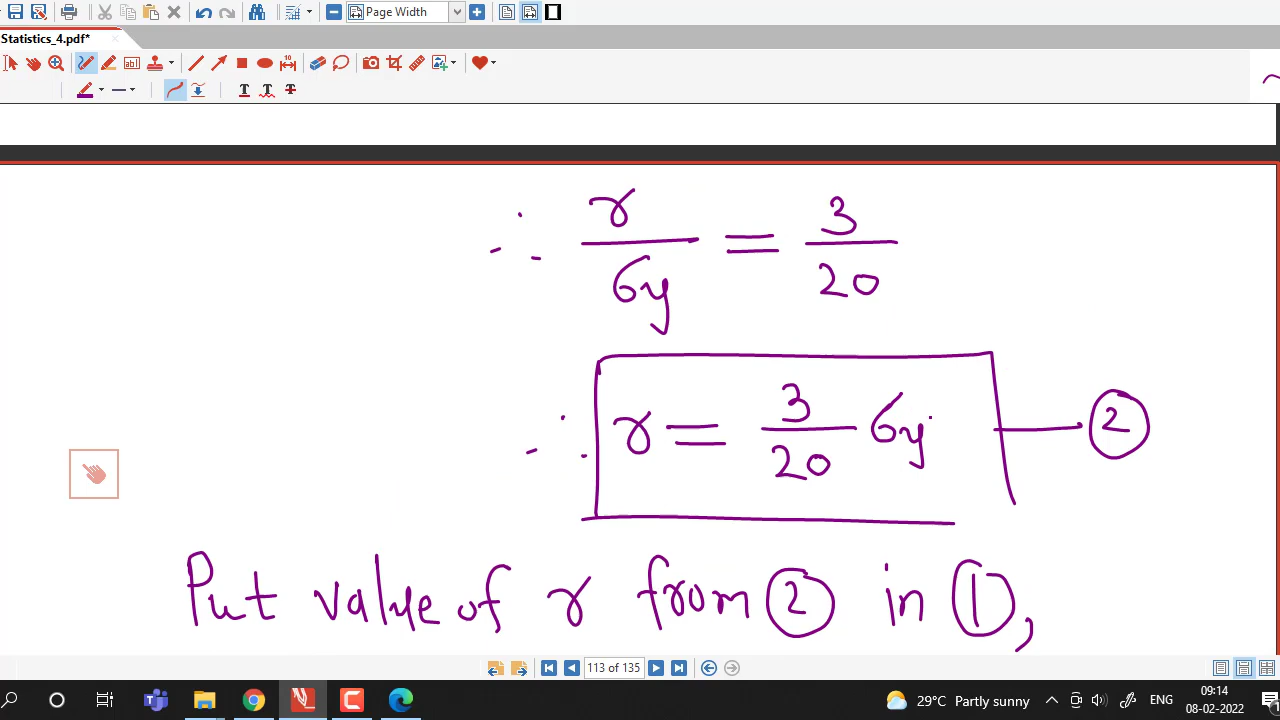 Page Width
Statistics_4.pdf*
10
∴ r/σy = 3/20
∴ r = 3/20 σy — ②
Put value of r from ② in ①,
113 of 135
29°C Partly sunny
ENG
09:14
08-02-2022